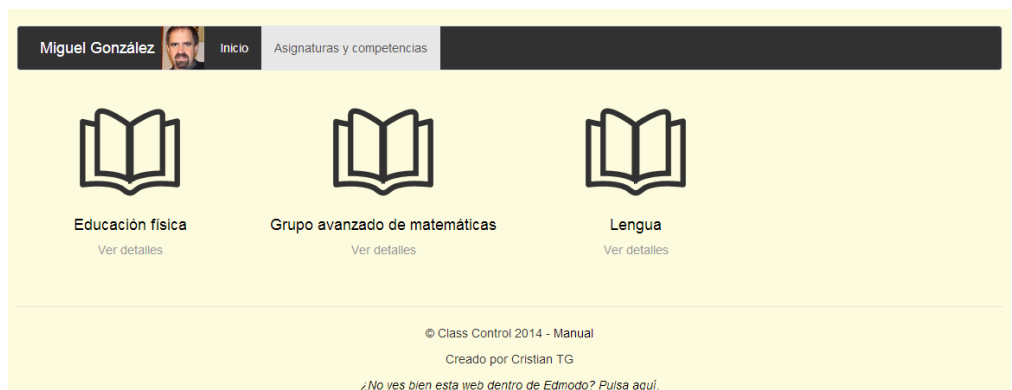 Miguel González Inicio Asignaturas y competencias
Educación física Grupo avanzado de matemáticas Lengua
Ver detalles Ver detalles Ver detalles
© Class Control 2014 - Manual
Creado por Cristian TG
¿No ves bien esta web dentro de Edmodo? Pulsa aquí.